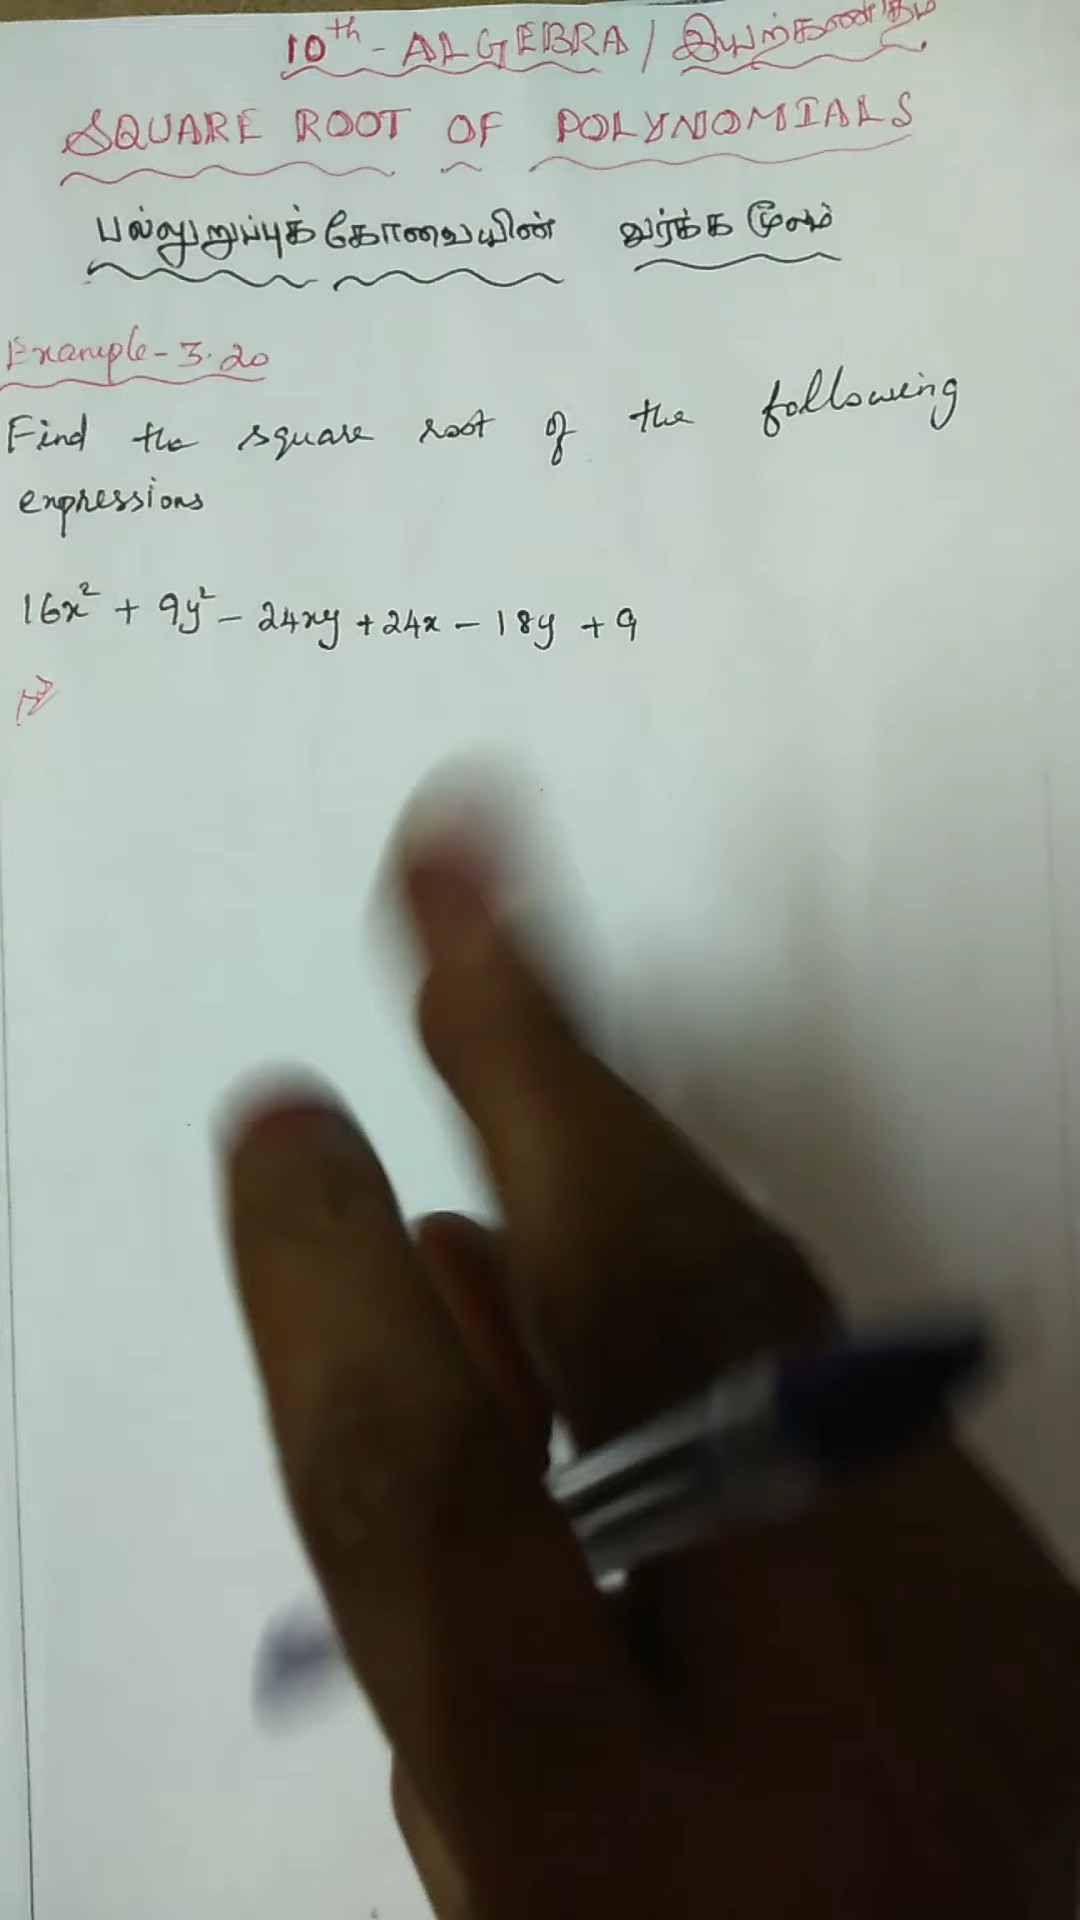 10th - ALGEBRA / இயற்கணிதம்
SQUARE ROOT OF POLYNOMIALS
பல்லுறுப்புக் கோவையின் வர்க்க மூலம்
Example - 3.20
Find the square root of the following
expressions
16x² + 9y² - 24xy + 24x - 18y + 9